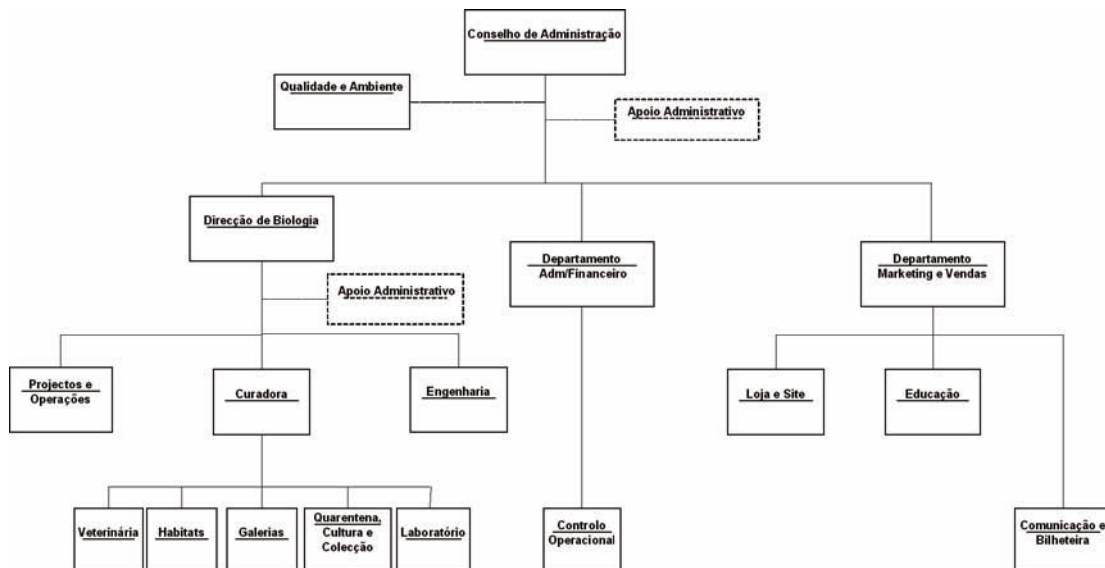 Conselho de Administração
Qualidade e Ambiente
Apoio Administrativo
Direcção de Biologia
Departamento
Adm/Financeiro
Departamento
Marketing e Vendas
Apoio Administrativo
Projectos e
Operações
Curadora
Engenharia
Loja e Site
Educação
Veterinária
Habitats
Galerias
Quarentena,
Cultura e
Colecção
Laboratório
Controlo
Operacional
Comunicação e
Bilheteira